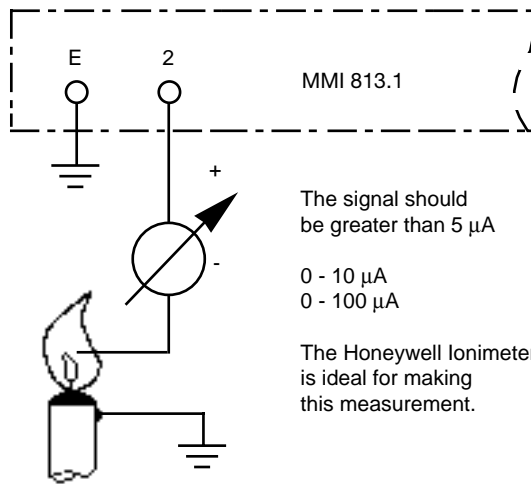 E 2
MMI 813.1
+
-
The signal should
be greater than 5 µA
0 - 10 µA
0 - 100 µA
The Honeywell Ionimeter
is ideal for making
this measurement.